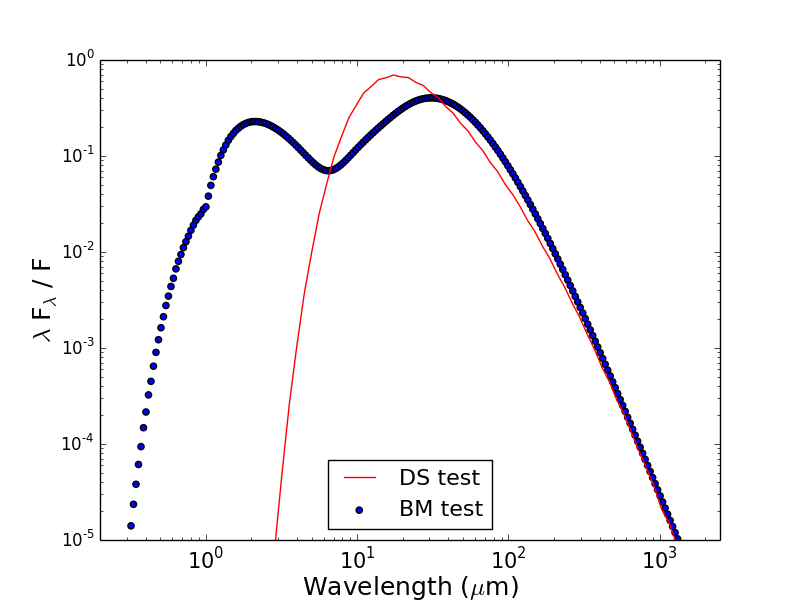 10⁰
10⁻¹
10⁻²
10⁻³
10⁻⁴
10⁻⁵
λ F_λ / F
DS test
BM test
10⁰ 10¹ 10² 10³
Wavelength (μm)